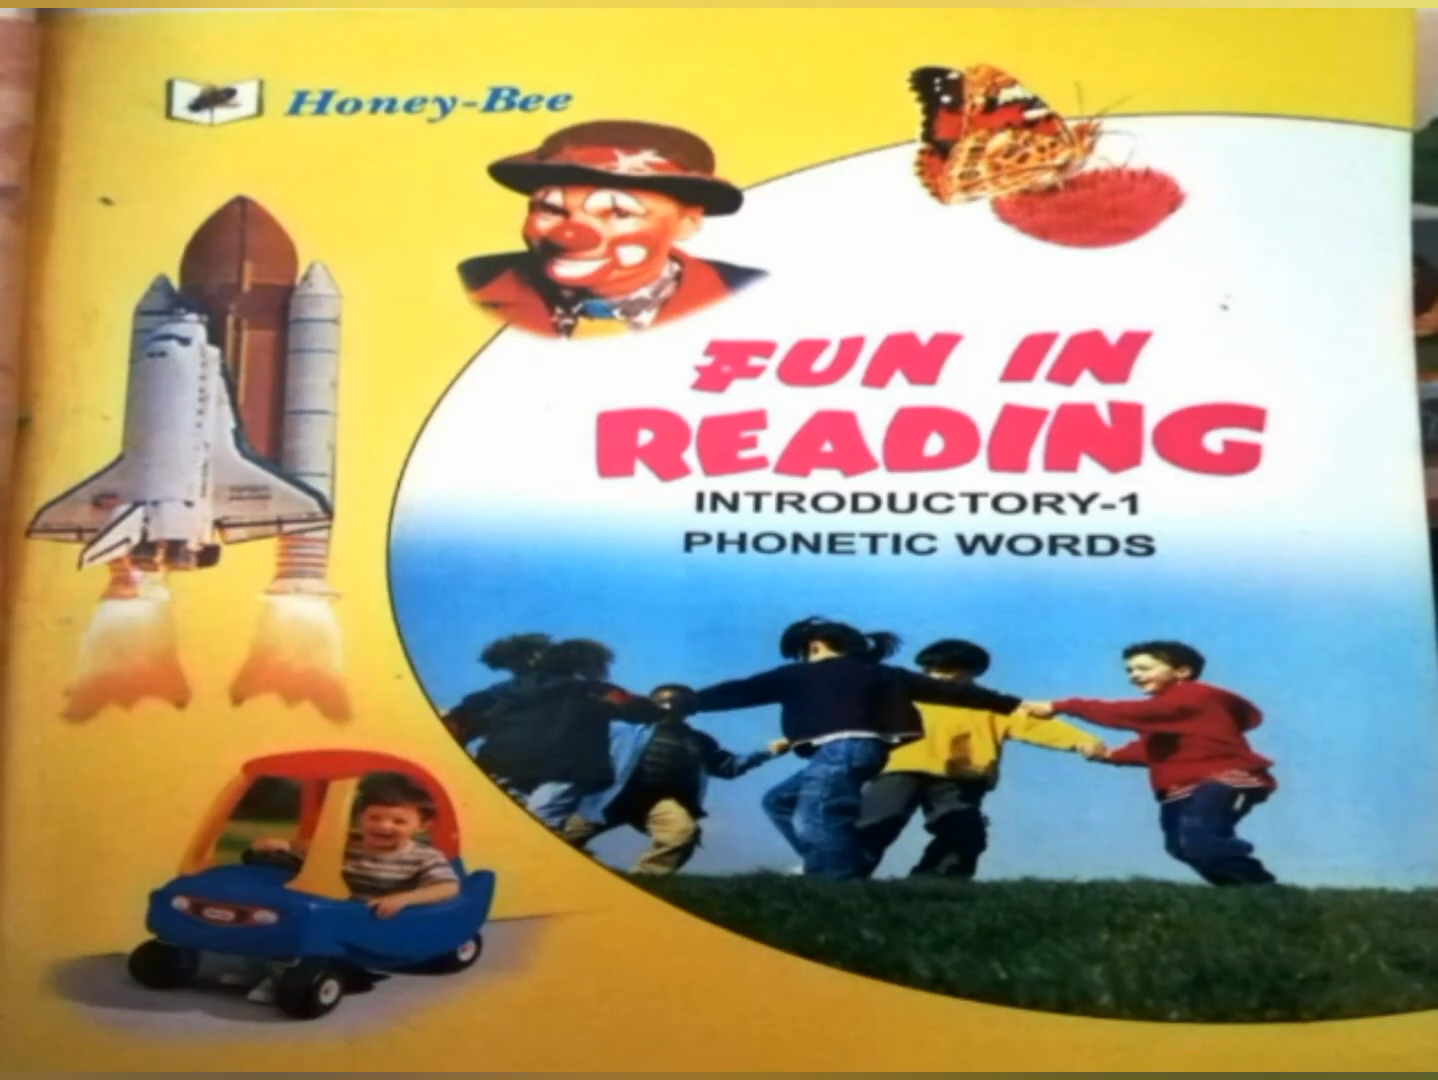 Honey-Bee
FUN IN
READING
INTRODUCTORY-1
PHONETIC WORDS